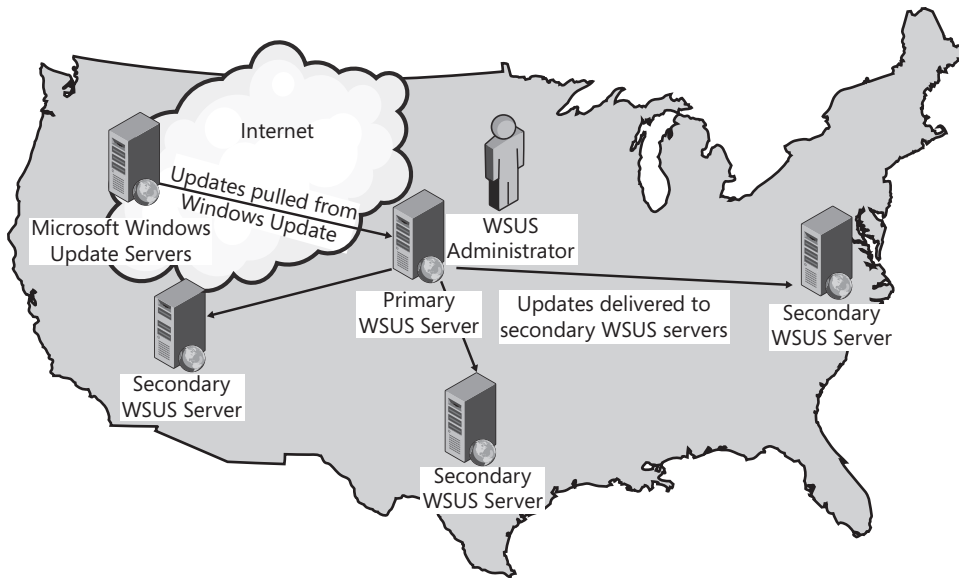 Internet
Updates pulled from
Windows Update
Microsoft Windows
Update Servers
WSUS
Administrator
Primary
WSUS Server
Updates delivered to
secondary WSUS servers
Secondary
WSUS Server
Secondary
WSUS Server
Secondary
WSUS Server